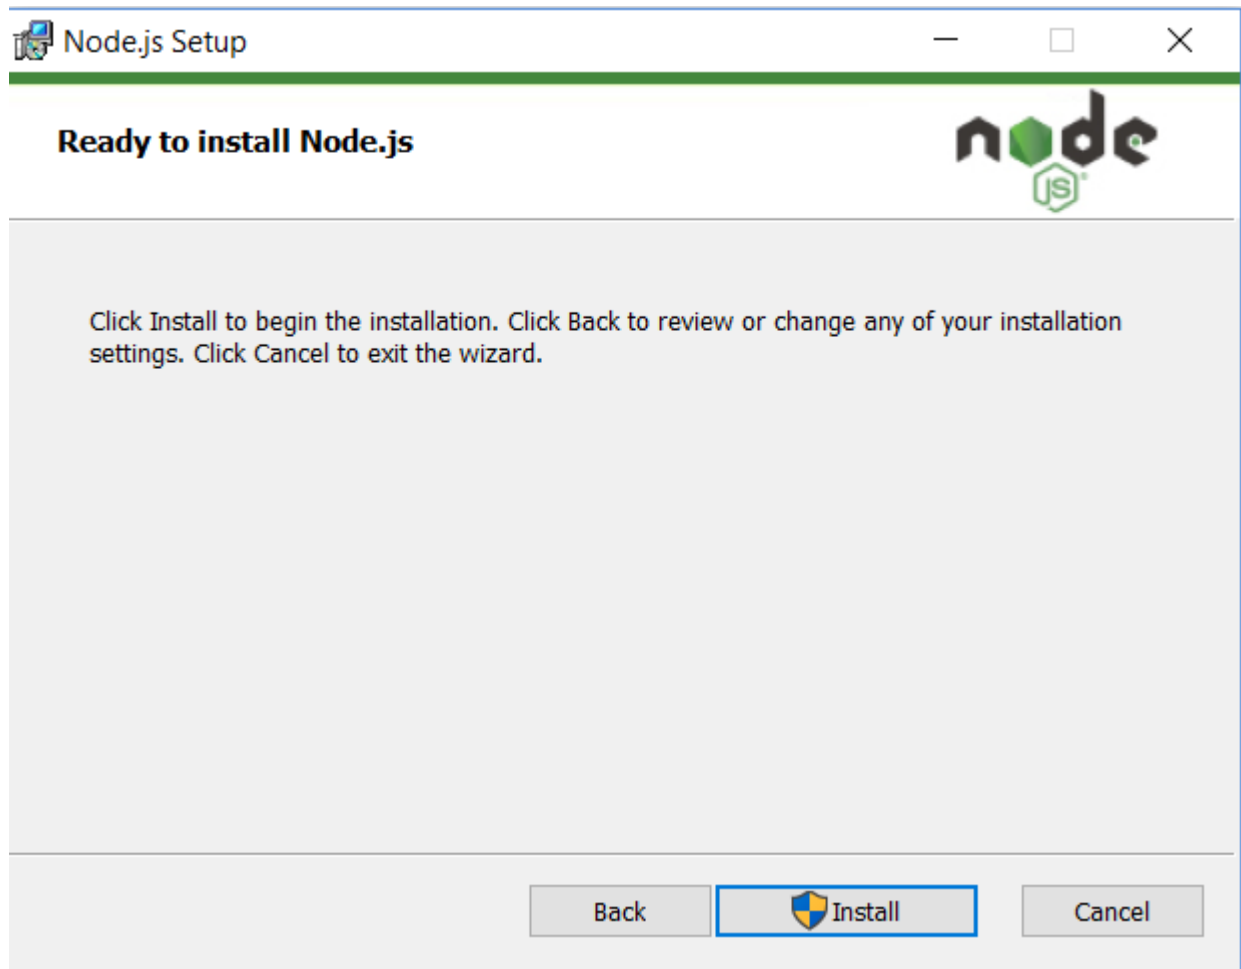 Node.js Setup
Ready to install Node.js
node
JS
Click Install to begin the installation. Click Back to review or change any of your installation
settings. Click Cancel to exit the wizard.
Back
Install
Cancel